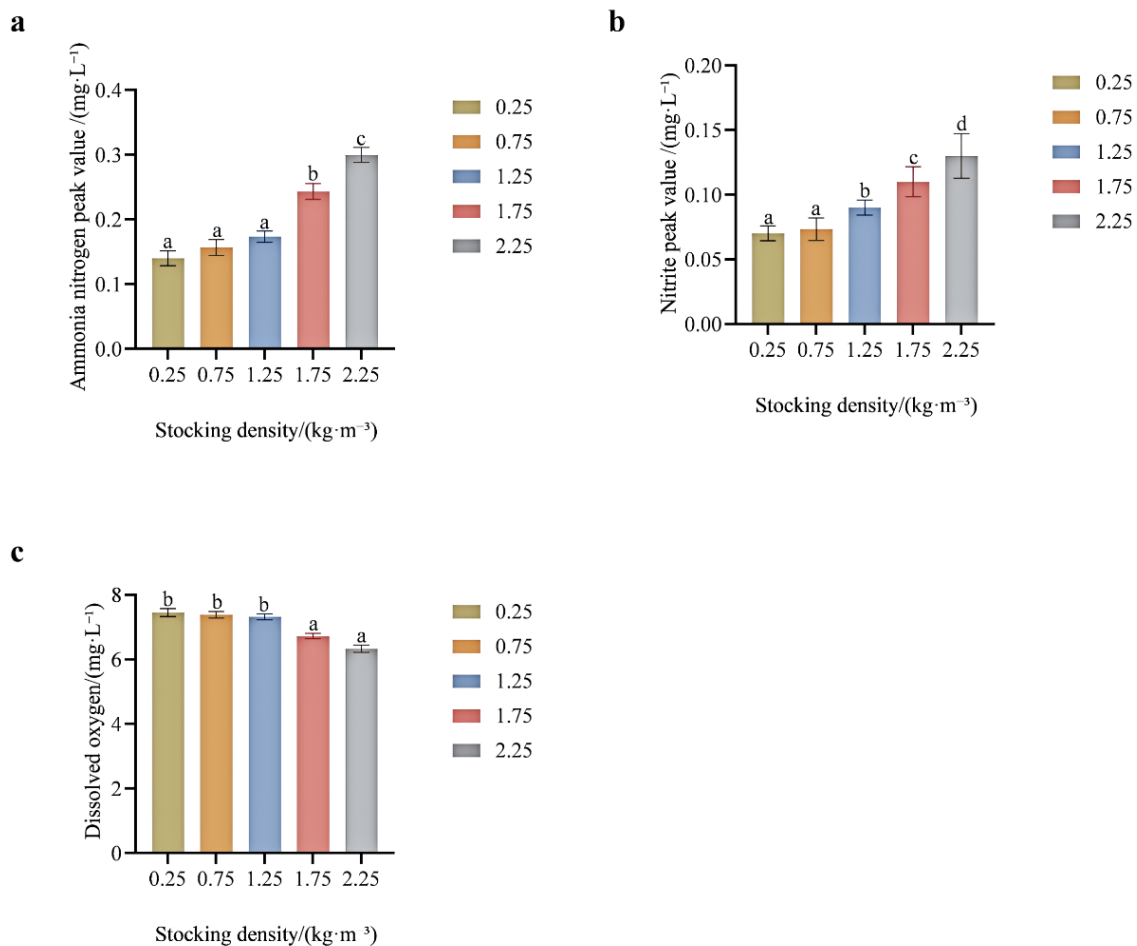 a
Ammonia nitrogen peak value /(mg·L⁻¹)
0.4
0.3
0.2
0.1
0.0
a
a
a
b
c
0.25
0.75
1.25
1.75
2.25
Stocking density/(kg·m⁻³)
0.25
0.75
1.25
1.75
2.25
b
Nitrite peak value /(mg·L⁻¹)
0.20
0.15
0.10
0.05
0.00
a
a
b
c
d
0.25
0.75
1.25
1.75
2.25
Stocking density/(kg·m⁻³)
0.25
0.75
1.25
1.75
2.25
c
Dissolved oxygen/(mg·L⁻¹)
8
6
4
2
0
b
b
b
a
a
0.25
0.75
1.25
1.75
2.25
Stocking density/(kg·m ³)
0.25
0.75
1.25
1.75
2.25